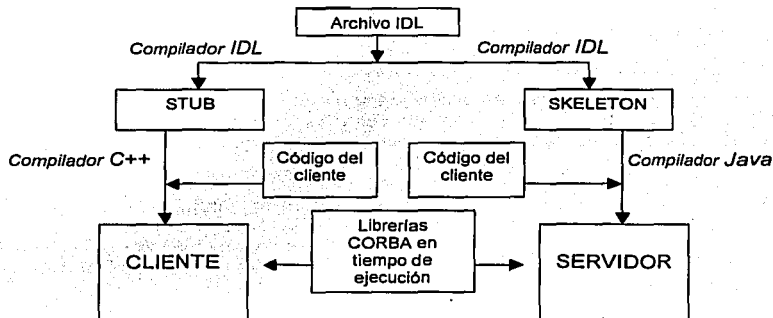 Archivo IDL
Compilador IDL
Compilador IDL
STUB
SKELETON
Compilador C++
Código del
cliente
Código del
cliente
Compilador Java
Librerías
CORBA en
tiempo de
ejecución
CLIENTE
SERVIDOR